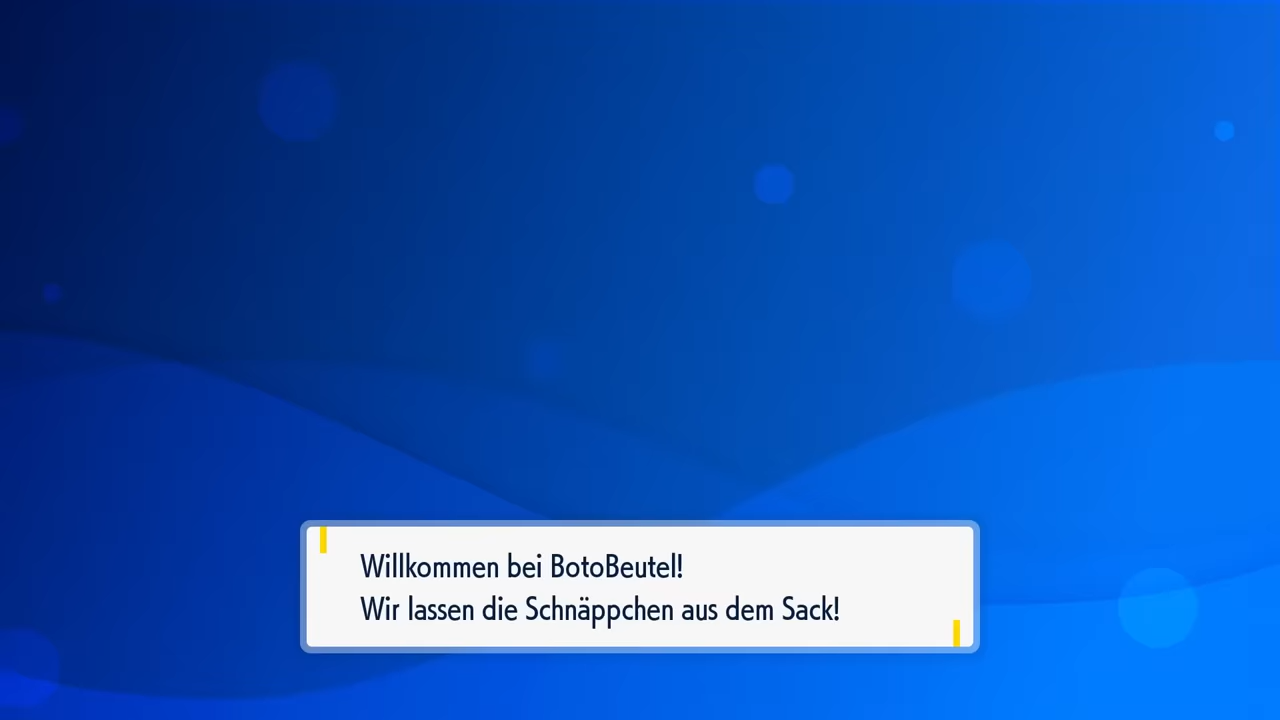 Willkommen bei BotoBeutel!
Wir lassen die Schnäppchen aus dem Sack!